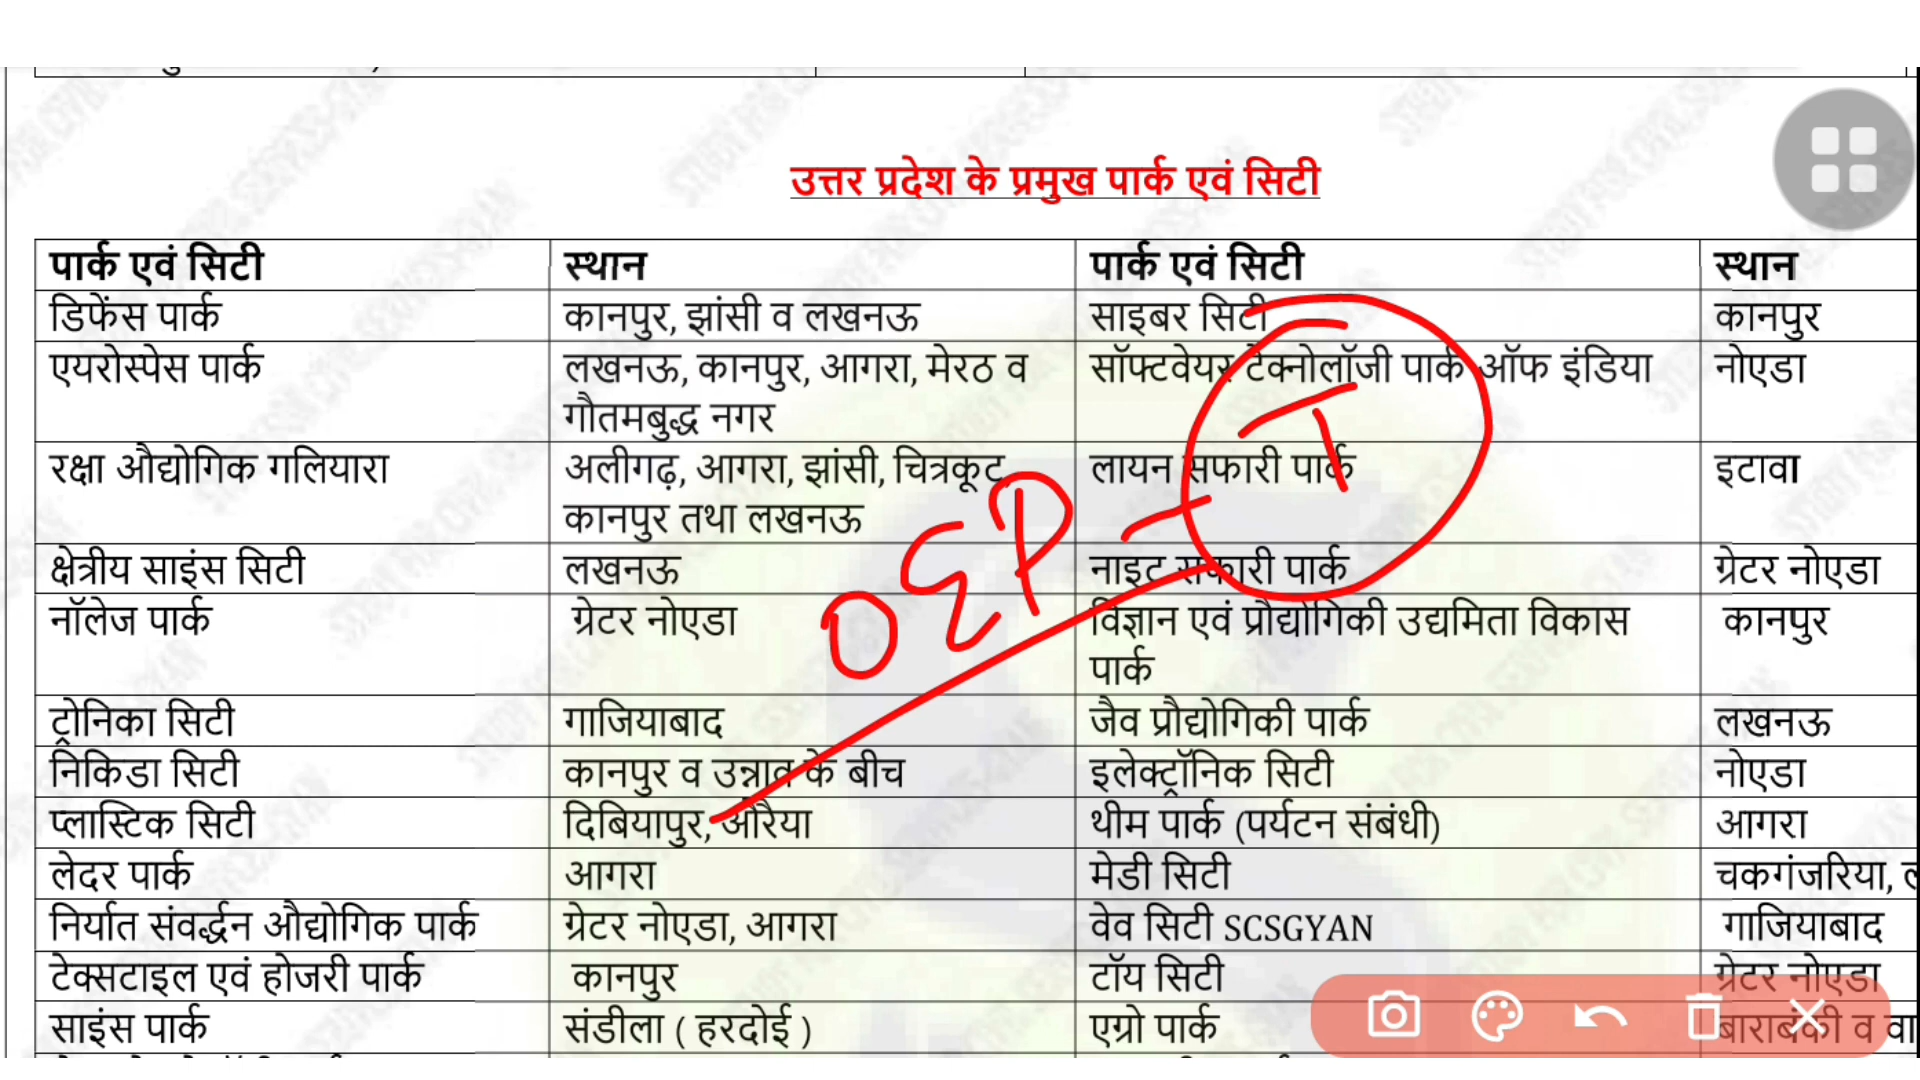 उत्तर प्रदेश के प्रमुख पार्क एवं सिटी
पार्क एवं सिटी स्थान पार्क एवं सिटी स्थान
डिफेंस पार्क कानपुर, झांसी व लखनऊ साइबर सिटी कानपुर
एयरोस्पेस पार्क लखनऊ, कानपुर, आगरा, मेरठ व सॉफ्टवेयर टेक्नोलॉजी पार्क ऑफ इंडिया नोएडा
गौतमबुद्ध नगर
रक्षा औद्योगिक गलियारा अलीगढ़, आगरा, झांसी, चित्रकूट, लायन सफारी पार्क इटावा
कानपुर तथा लखनऊ
क्षेत्रीय साइंस सिटी लखनऊ नाइट सफारी पार्क ग्रेटर नोएडा
नॉलेज पार्क ग्रेटर नोएडा विज्ञान एवं प्रौद्योगिकी उद्यमिता विकास कानपुर
पार्क
ट्रोनिका सिटी गाजियाबाद जैव प्रौद्योगिकी पार्क लखनऊ
निकिडा सिटी कानपुर व उन्नाव के बीच इलेक्ट्रॉनिक सिटी नोएडा
प्लास्टिक सिटी दिबियापुर, औरैया थीम पार्क (पर्यटन संबंधी) आगरा
लेदर पार्क आगरा मेडी सिटी चकगंजरिया,
निर्यात संवर्द्धन औद्योगिक पार्क ग्रेटर नोएडा, आगरा वेव सिटी SCSGYAN गाजियाबाद
टेक्सटाइल एवं होजरी पार्क कानपुर टॉय सिटी ग्रेटर नोएडा
साइंस पार्क संडीला ( हरदोई ) एग्रो पार्क बाराबंकी व